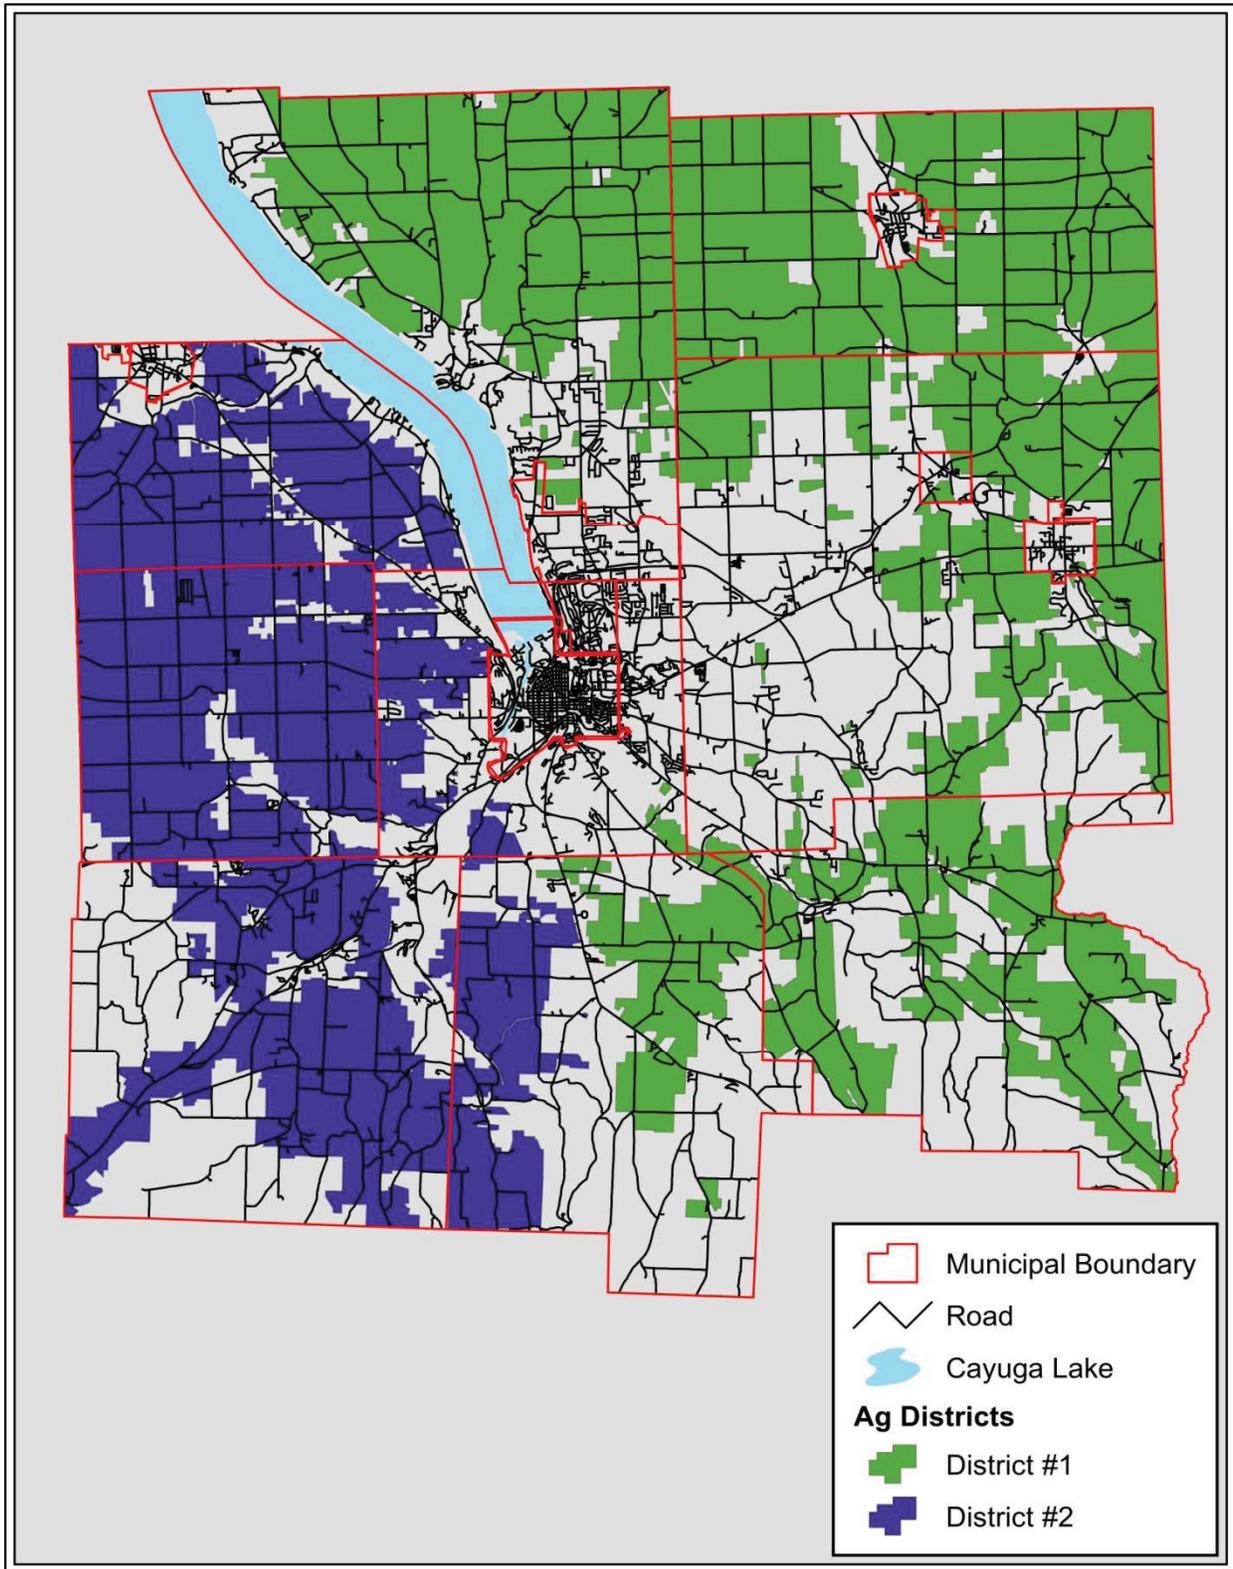 Municipal Boundary
Road
Cayuga Lake
Ag Districts
District #1
District #2